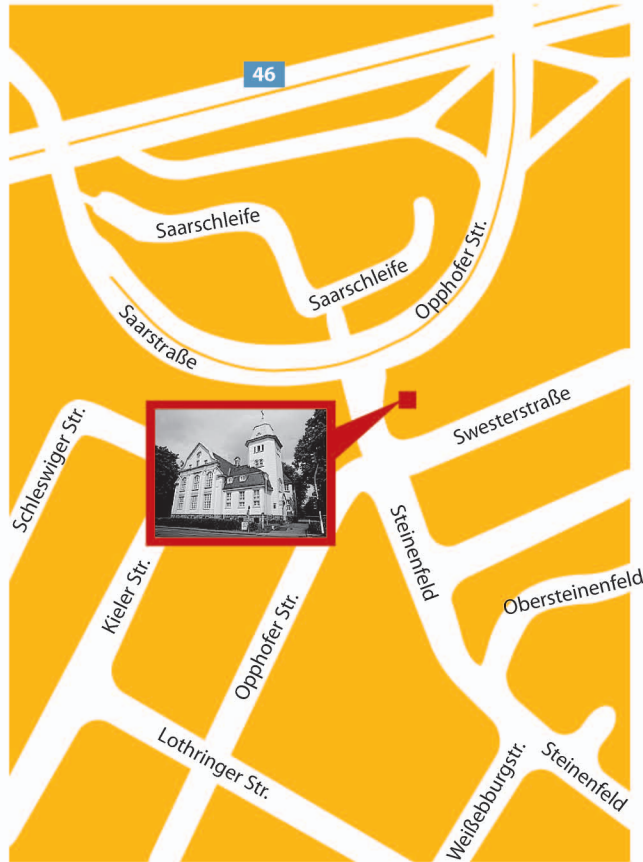 46
Saarschleife
Saarschleife
Opphofer Str.
Saarstraße
Swesterstraße
Schleswiger Str.
Steinenfeld
Kieler Str.
Obersteinenfeld
Opphofer Str.
Lothringer Str.
Steinenfeld
Weißebburgstr.